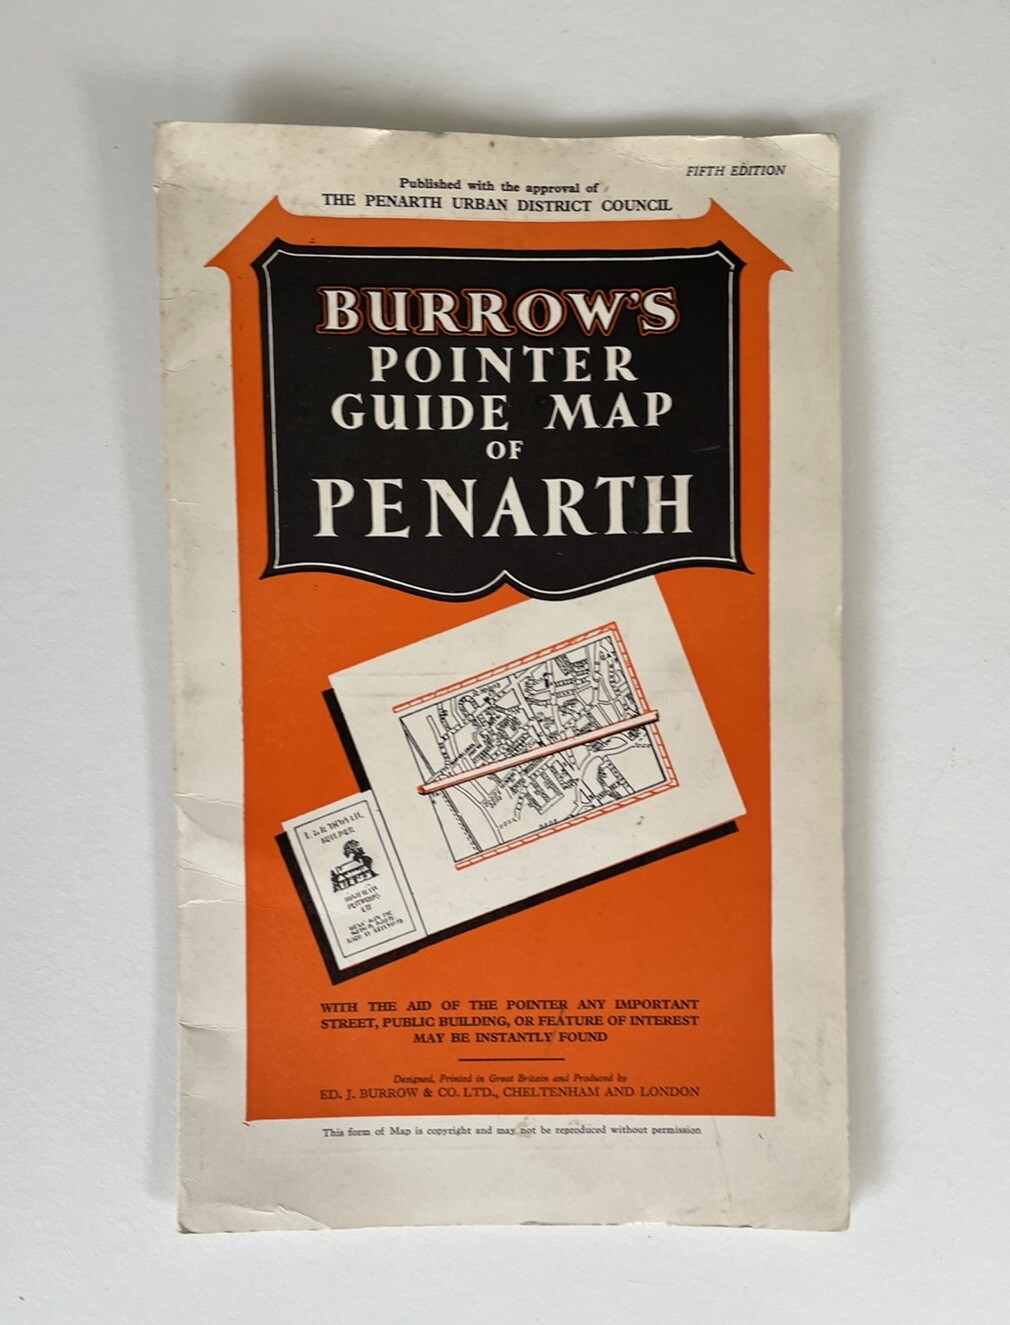 FIFTH EDITION
Published with the approval of
THE PENARTH URBAN DISTRICT COUNCIL
BURROW'S
POINTER
GUIDE MAP
OF
PENARTH
BUILDER
WITH THE AID OF THE POINTER ANY IMPORTANT
STREET, PUBLIC BUILDING, OR FEATURE OF INTEREST
MAY BE INSTANTLY FOUND
Designed, Printed in Great Britain and Produced by
ED. J. BURROW & CO. LTD., CHELTENHAM AND LONDON
This form of Map is copyright and may not be reproduced without permission